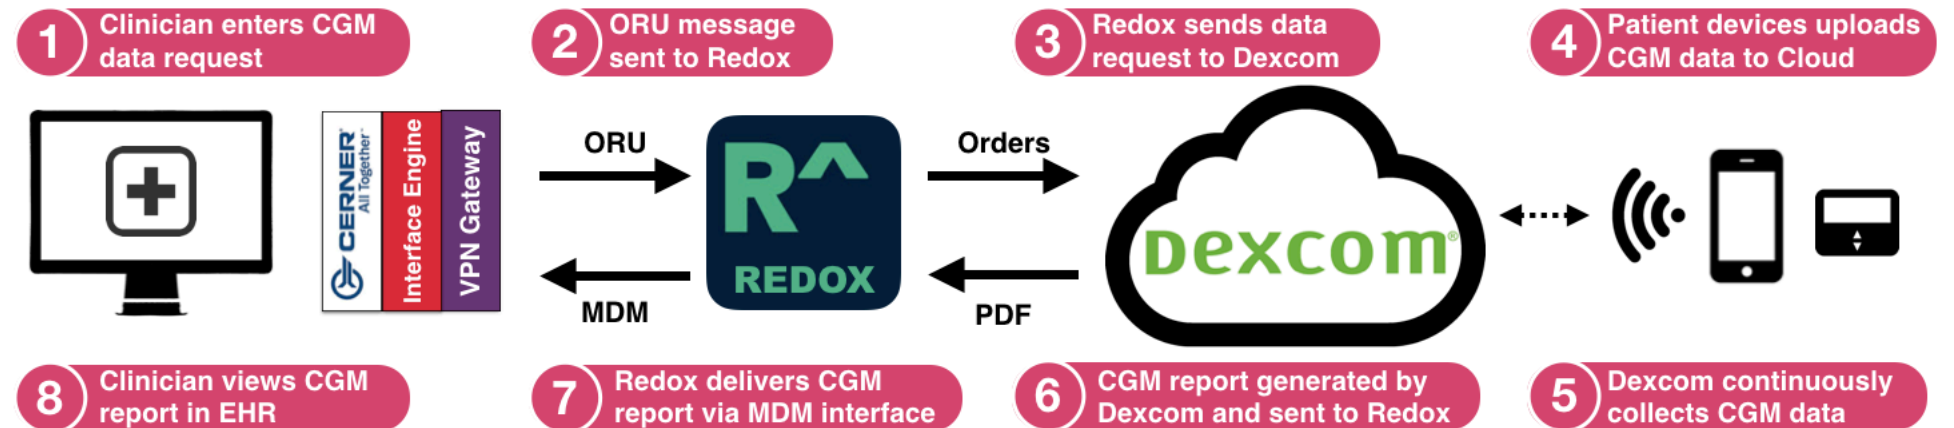 1 Clinician enters CGM
data request
2 ORU message
sent to Redox
3 Redox sends data
request to Dexcom
4 Patient devices uploads
CGM data to Cloud
CERNER
All Together
Interface Engine
VPN Gateway
ORU
MDM
R^
REDOX
Orders
PDF
Dexcom®
8 Clinician views CGM
report in EHR
7 Redox delivers CGM
report via MDM interface
6 CGM report generated by
Dexcom and sent to Redox
5 Dexcom continuously
collects CGM data